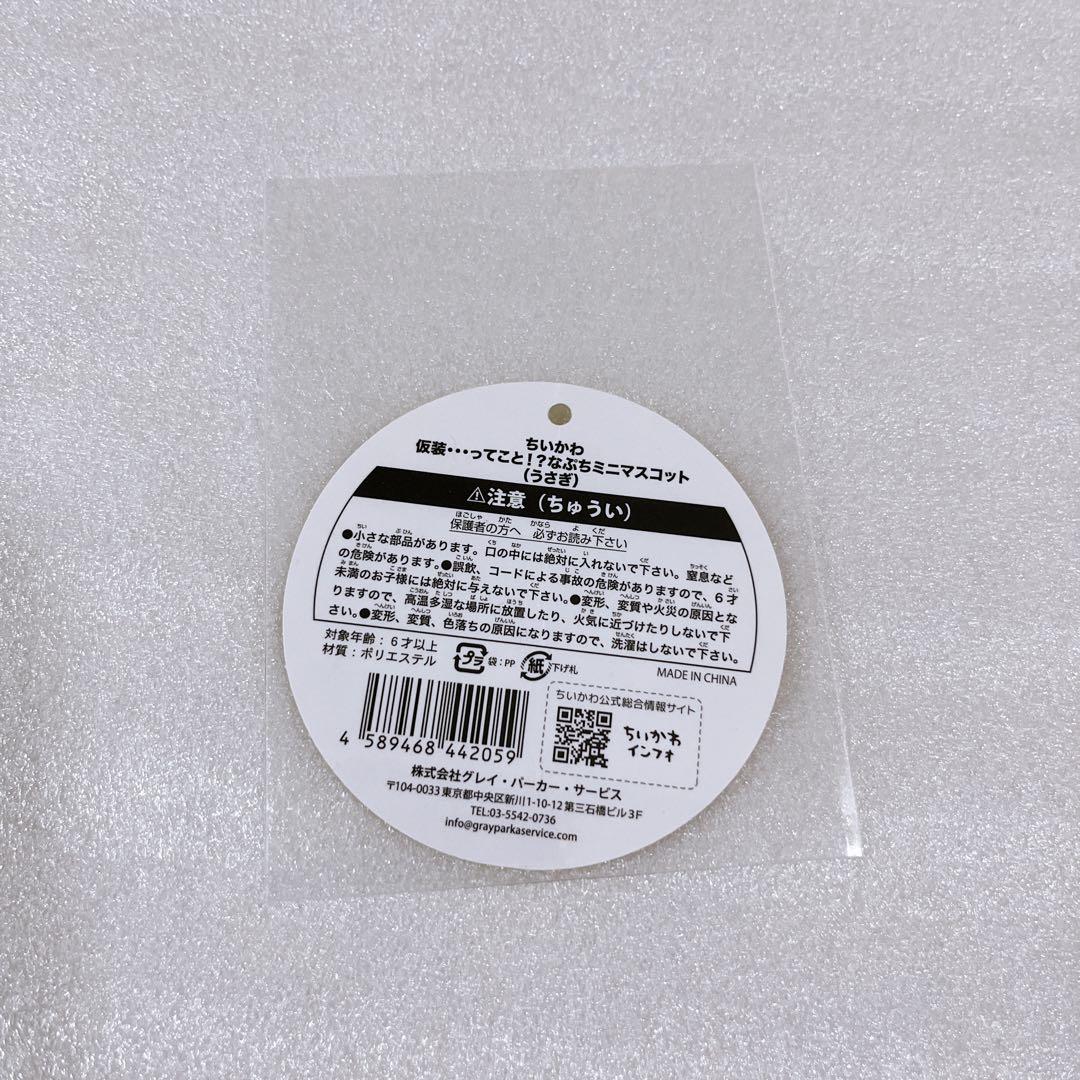 ちいかわ
仮装・・・ってこと！？なぷちミニマスコット
（うさぎ）
⚠注意（ちゅうい）
保護者の方へ 必ずお読み下さい
●小さな部品があります。口の中には絶対に入れないで下さい。窒息など
の危険があります。●誤飲、コードによる事故の危険がありますので、6才
未満のお子様には絶対に与えないで下さい。●変形、変質や火災の原因とな
りますので、高温多湿な場所に放置したり、火気に近づけたりしないで下
さい。●変形、変質、色落ちの原因になりますので、洗濯はしないで下さい。
対象年齢：6才以上
材質：ポリエステル
プラ 袋：PP 紙 下げ札
MADE IN CHINA
ちいかわ公式総合情報サイト
ちいかわ
インフォ
4 589468 442059
株式会社グレイ・パーカー・サービス
〒104-0033 東京都中央区新川1-10-12 第三石橋ビル3F
TEL:03-5542-0736
info@grayparkaservice.com